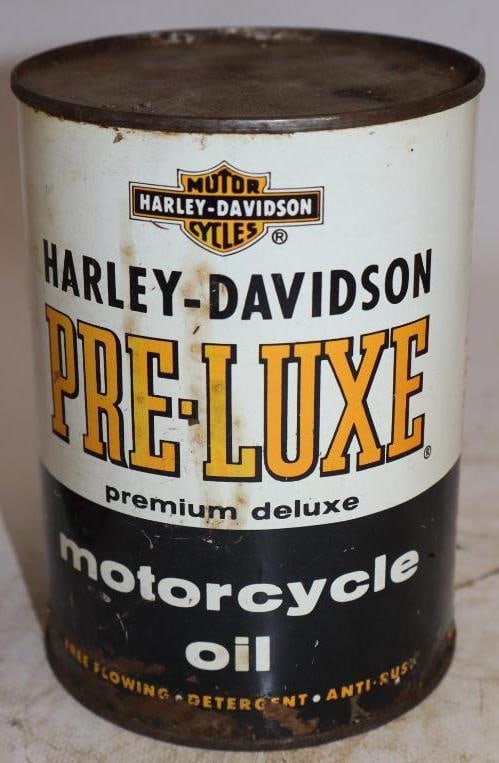 MOTOR
HARLEY-DAVIDSON
CYCLES ®
HARLEY-DAVIDSON
PRE-LUXE ®
premium deluxe
motorcycle
oil
FREE FLOWING • DETERGENT • ANTI-RUST